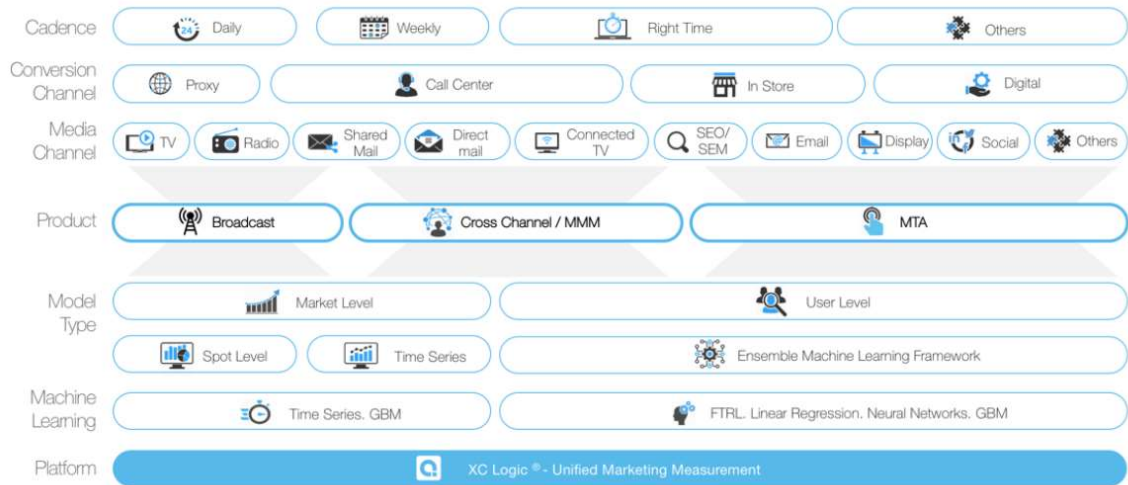 Cadence
24
Daily
Weekly
Right Time
Others
Conversion
Channel
Proxy
Call Center
In Store
Digital
Media
Channel
TV
Radio
Shared
Mail
Direct
mail
Connected
TV
SEO/
SEM
Email
Display
in
f
Social
Others
Product
Broadcast
Cross Channel / MMM
MTA
Model
Type
Market Level
User Level
Spot Level
Time Series
Ensemble Machine Learning Framework
Machine
Learning
Time Series. GBM
FTRL. Linear Regression. Neural Networks. GBM
Platform
XC Logic ® - Unified Marketing Measurement